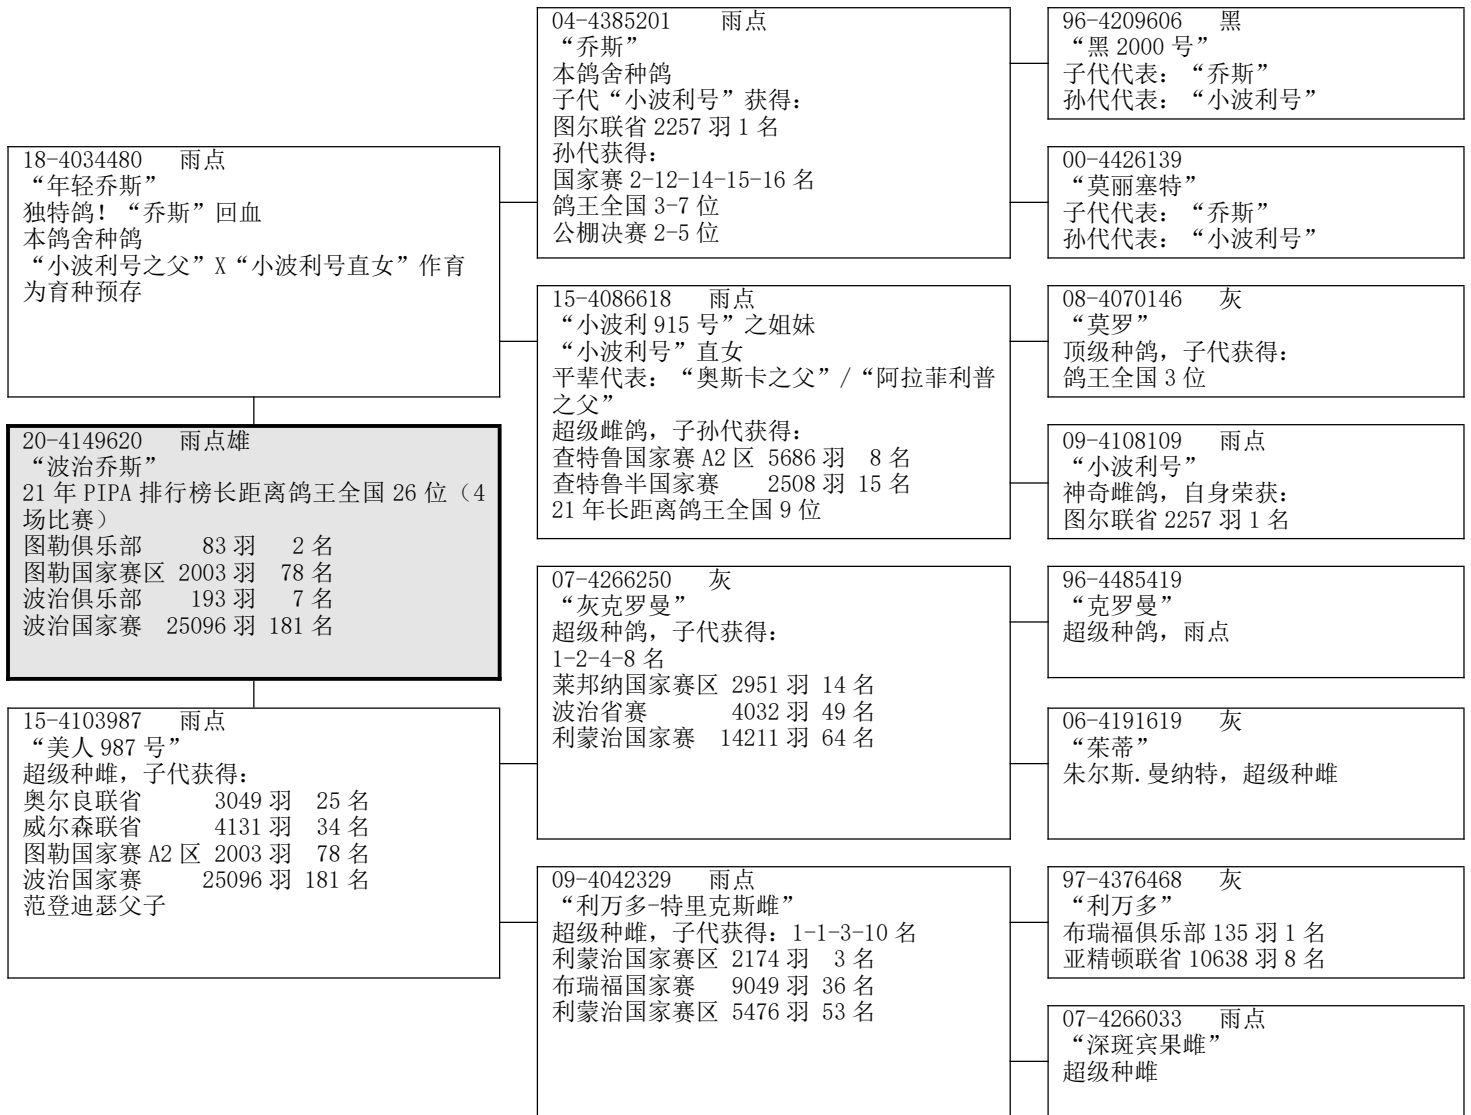 18-4034480 雨点
“年轻乔斯”
独特鸽！“乔斯”回血
本鸽舍种鸽
“小波利号之父”X“小波利号直女”作育
为育种预存
20-4149620 雨点雄
“波治乔斯”
21 年 PIPA 排行榜长距离鸽王全国 26 位（4
场比赛）
图勒俱乐部 83 羽 2 名
图勒国家赛区 2003 羽 78 名
波治俱乐部 193 羽 7 名
波治国家赛 25096 羽 181 名
15-4103987 雨点
“美人 987 号”
超级种雌，子代获得：
奥尔良联省 3049 羽 25 名
威尔森联省 4131 羽 34 名
图勒国家赛 A2 区 2003 羽 78 名
波治国家赛 25096 羽 181 名
范登迪瑟父子
04-4385201 雨点
“乔斯”
本鸽舍种鸽
子代“小波利号”获得：
图尔联省 2257 羽 1 名
孙代获得：
国家赛 2-12-14-15-16 名
鸽王全国 3-7 位
公棚决赛 2-5 位
15-4086618 雨点
“小波利 915 号”之姐妹
“小波利号”直女
平辈代表：“奥斯卡之父”/“阿拉菲利普
之父”
超级雌鸽，子孙代获得：
查特鲁国家赛 A2 区 5686 羽 8 名
查特鲁半国家赛 2508 羽 15 名
21 年长距离鸽王全国 9 位
07-4266250 灰
“灰克罗曼”
超级种鸽，子代获得：
1-2-4-8 名
莱邦纳国家赛区 2951 羽 14 名
波治省赛 4032 羽 49 名
利蒙治国家赛 14211 羽 64 名
09-4042329 雨点
“利万多-特里克斯雌”
超级种雌，子代获得：1-1-3-10 名
利蒙治国家赛区 2174 羽 3 名
布瑞福国家赛 9049 羽 36 名
利蒙治国家赛区 5476 羽 53 名
96-4209606 黑
“黑 2000 号”
子代代表：“乔斯”
孙代代表：“小波利号”
00-4426139
“莫丽塞特”
子代代表：“乔斯”
孙代代表：“小波利号”
08-4070146 灰
“莫罗”
顶级种鸽，子代获得：
鸽王全国 3 位
09-4108109 雨点
“小波利号”
神奇雌鸽，自身荣获：
图尔联省 2257 羽 1 名
96-4485419
“克罗曼”
超级种鸽，雨点
06-4191619 灰
“茱蒂”
朱尔斯.曼纳特，超级种雌
97-4376468 灰
“利万多”
布瑞福俱乐部 135 羽 1 名
亚精顿联省 10638 羽 8 名
07-4266033 雨点
“深斑宾果雌”
超级种雌